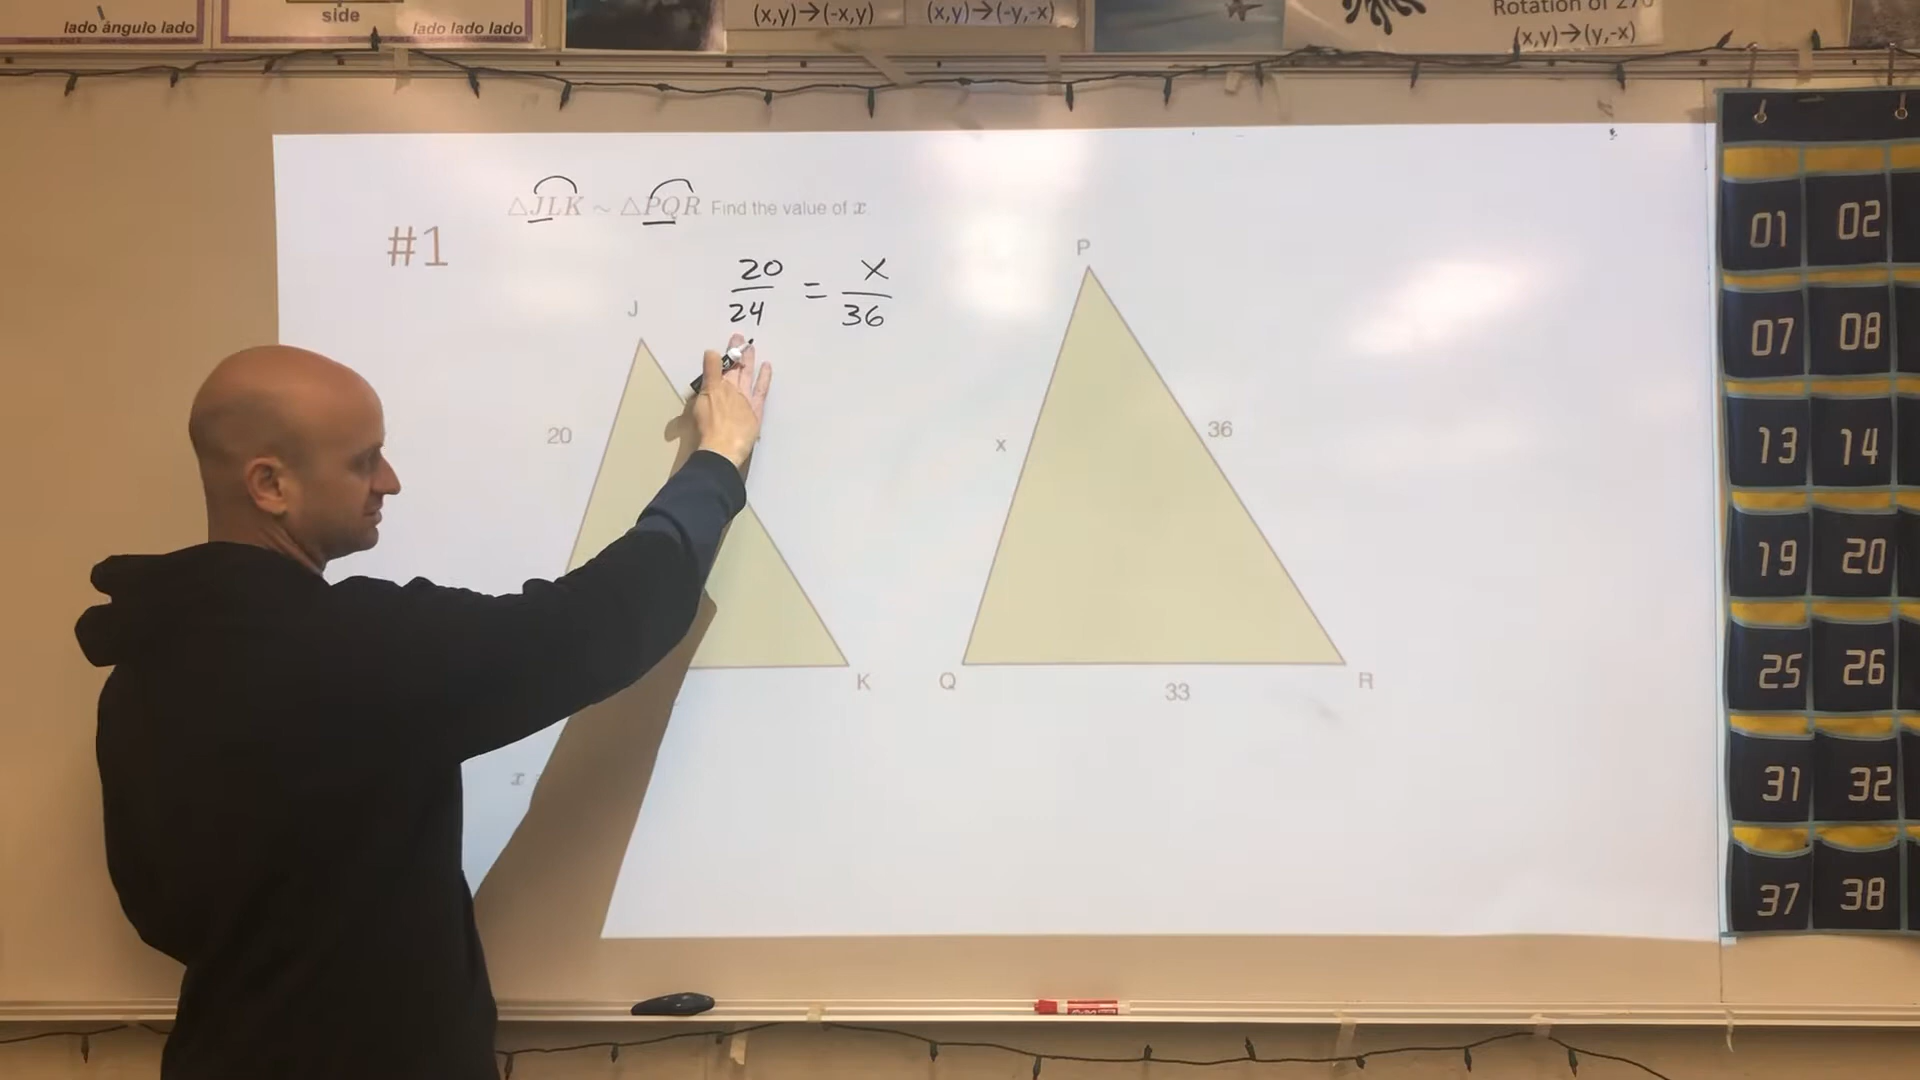 lado ángulo lado
side
lado lado lado
(x,y)→(-x,y)
(x,y)→(-y,-x)
Rotation of 270
(x,y)→(y,-x)
△JLK ~ △PQR Find the value of x
#1
20/24 = x/36
J
20
K
x
P
x
36
Q
33
R
01 02
07 08
13 14
19 20
25 26
31 32
37 38